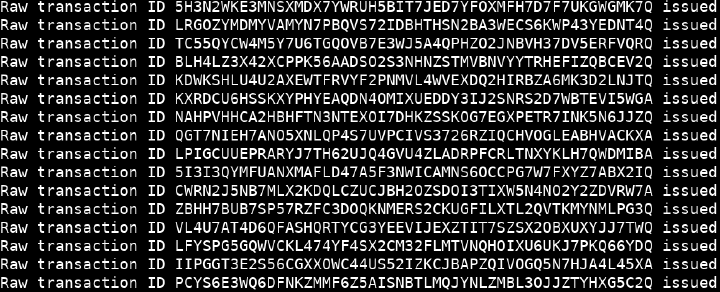 Raw transaction ID 5H3N2WKE3MNSXMDX7YWRUH5BIT7JED7YFOXMFH7D7F7UKGWGMK7Q issued
Raw transaction ID LRGOZYMDMYVAMYN7PBQVS72IDBHTHSN2BA3WECS6KWP43YEDNT4Q issued
Raw transaction ID TC55QYCW4M5Y7U6TGQOVB7E3WJ5A4QPHZO2JNBVH37DV5ERFVQRQ issued
Raw transaction ID BLH4LZ3X42XCPPK56AADSO2S3NHNZSTMVBNVYYTRHEFIZQBCEV2Q issued
Raw transaction ID KDWKSHLU4U2AXEWTFRVYF2PNMVL4WVEXDQ2HIRBZA6MK3D2LNJTQ issued
Raw transaction ID KXRDCU6HSSKXYPHYEAQDN4OMIXUEDDY3IJ2SNRS2D7WBTEVI5WGA issued
Raw transaction ID NAHPVHHCA2HBHFTN3NTEXOI7DHKZSSKOG7EGXPETR7INK5N6JJZQ issued
Raw transaction ID QGT7NIEH7ANO5XNLQP4S7UVPCIVS3726RZIQCHVOGLEABHVACKXA issued
Raw transaction ID LPIGCUUEPRARYJ7TH62UJQ4GVU4ZLADRPFCRLTNXYKLH7QWDMIBA issued
Raw transaction ID 5I3I3QYMFUANXMAFLD47A5F3NWICAMNS6OCCPG7W7FXYZ7ABX2IQ issued
Raw transaction ID CWRN2J5NB7MLX2KDQLCZUCJBH2OZSDOI3TIXW5N4NO2Y2ZDVRW7A issued
Raw transaction ID ZBHH7BUB7SP57RZFC3DOQKNMERS2CKUGFILXTL2QVTKMYNMLPG3Q issued
Raw transaction ID VL4U7AT4D6QFASHQRTYCG3YEEVIJEXZTIT7SZSX2OBXUXYJJ7TWQ issued
Raw transaction ID LFYSPG5GQWVCKL474YF4SX2CM32FLMTVNQHOIXU6UKJ7PKQ66YDQ issued
Raw transaction ID IIPGGT3E2S56CGXXOWC44US52IZKCJBAPZQIVOGQ5N7HJA4L45XA issued
Raw transaction ID PCYS6E3WQ6DFNKZMMF6Z5AISNBTLMQJYNLZMBL3OJJZTYHXG5C2Q issued